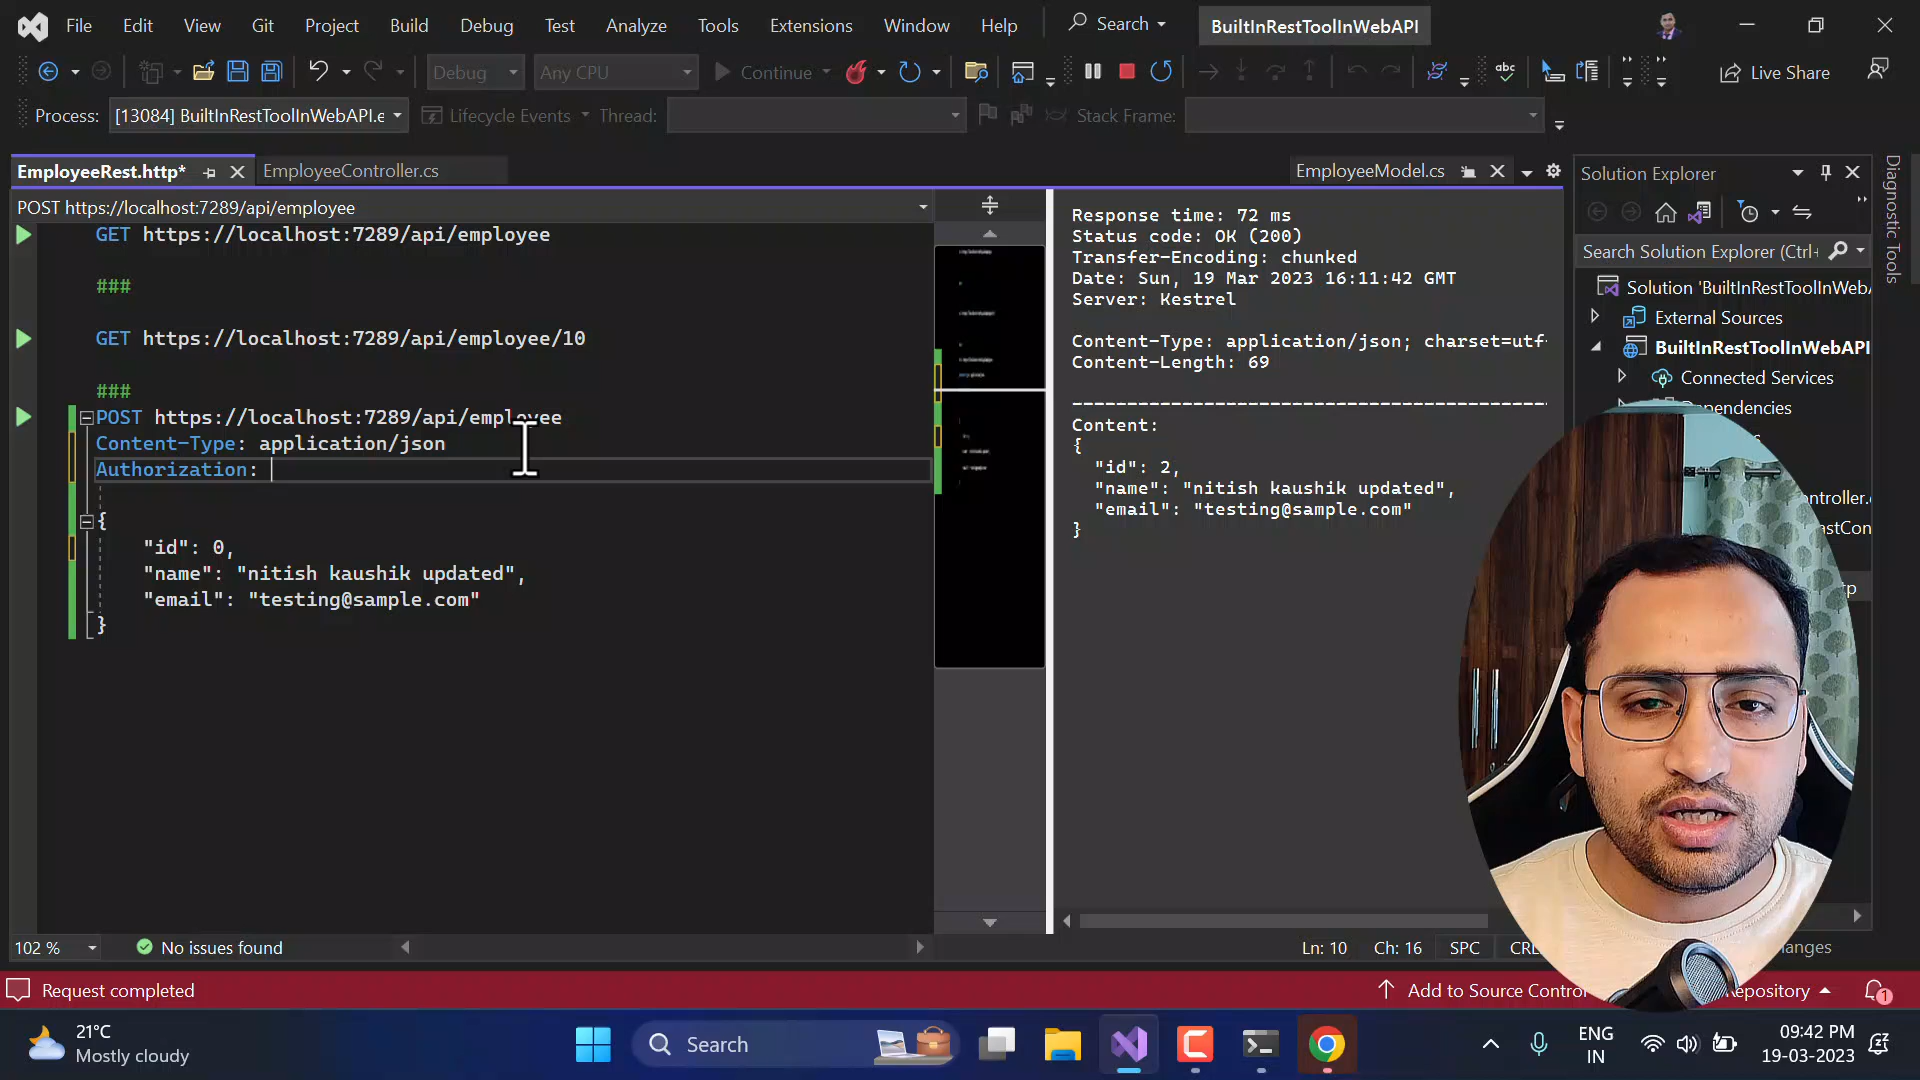 File Edit View Git Project Build Debug Test Analyze Tools Extensions Window Help Search BuiltInRestToolInWebAPI
Debug Any CPU Continue Live Share
Process: [13084] BuiltInRestToolInWebAPI.e Lifecycle Events Thread: Stack Frame:
EmployeeRest.http* EmployeeController.cs EmployeeModel.cs
POST https://localhost:7289/api/employee
GET https://localhost:7289/api/employee
###
GET https://localhost:7289/api/employee/10
###
POST https://localhost:7289/api/employee
Content-Type: application/json
Authorization:
{
"id": 0,
"name": "nitish kaushik updated",
"email": "testing@sample.com"
}
Response time: 72 ms
Status code: OK (200)
Transfer-Encoding: chunked
Date: Sun, 19 Mar 2023 16:11:42 GMT
Server: Kestrel
Content-Type: application/json; charset=utf-
Content-Length: 69
--------------------------------------------
Content:
{
"id": 2,
"name": "nitish kaushik updated",
"email": "testing@sample.com"
}
Solution Explorer
Search Solution Explorer (Ctrl+
Solution 'BuiltInRestToolInWebA
External Sources
BuiltInRestToolInWebAPI
Connected Services
Dependencies
ontroller.c
Diagnostic Tools
102 % No issues found Ln: 10 Ch: 16 SPC CRL
anges
Request completed Add to Source Control Repository 1
21°C
Mostly cloudy
Search
ENG
IN
09:42 PM
19-03-2023